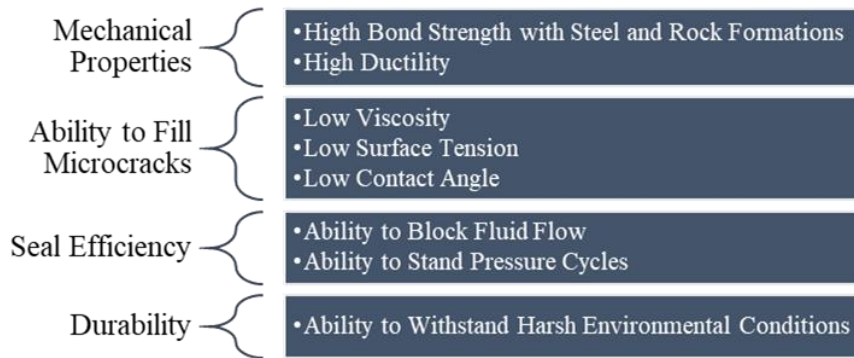 Mechanical
Properties
•Higth Bond Strength with Steel and Rock Formations
•High Ductility
Ability to Fill
Microcracks
•Low Viscosity
•Low Surface Tension
•Low Contact Angle
Seal Efficiency
•Ability to Block Fluid Flow
•Ability to Stand Pressure Cycles
Durability
•Ability to Withstand Harsh Environmental Conditions